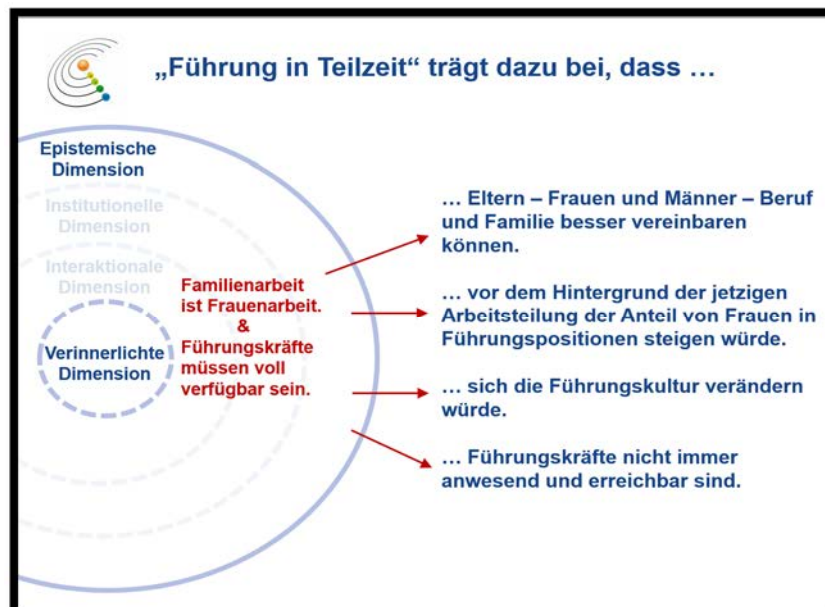 „Führung in Teilzeit“ trägt dazu bei, dass …
Epistemische
Dimension
Institutionelle
Dimension
Interaktionale
Dimension
Verinnerlichte
Dimension
Familienarbeit
ist Frauenarbeit.
&
Führungskräfte
müssen voll
verfügbar sein.
… Eltern – Frauen und Männer – Beruf
und Familie besser vereinbaren
können.
… vor dem Hintergrund der jetzigen
Arbeitsteilung der Anteil von Frauen in
Führungspositionen steigen würde.
… sich die Führungskultur verändern
würde.
… Führungskräfte nicht immer
anwesend und erreichbar sind.